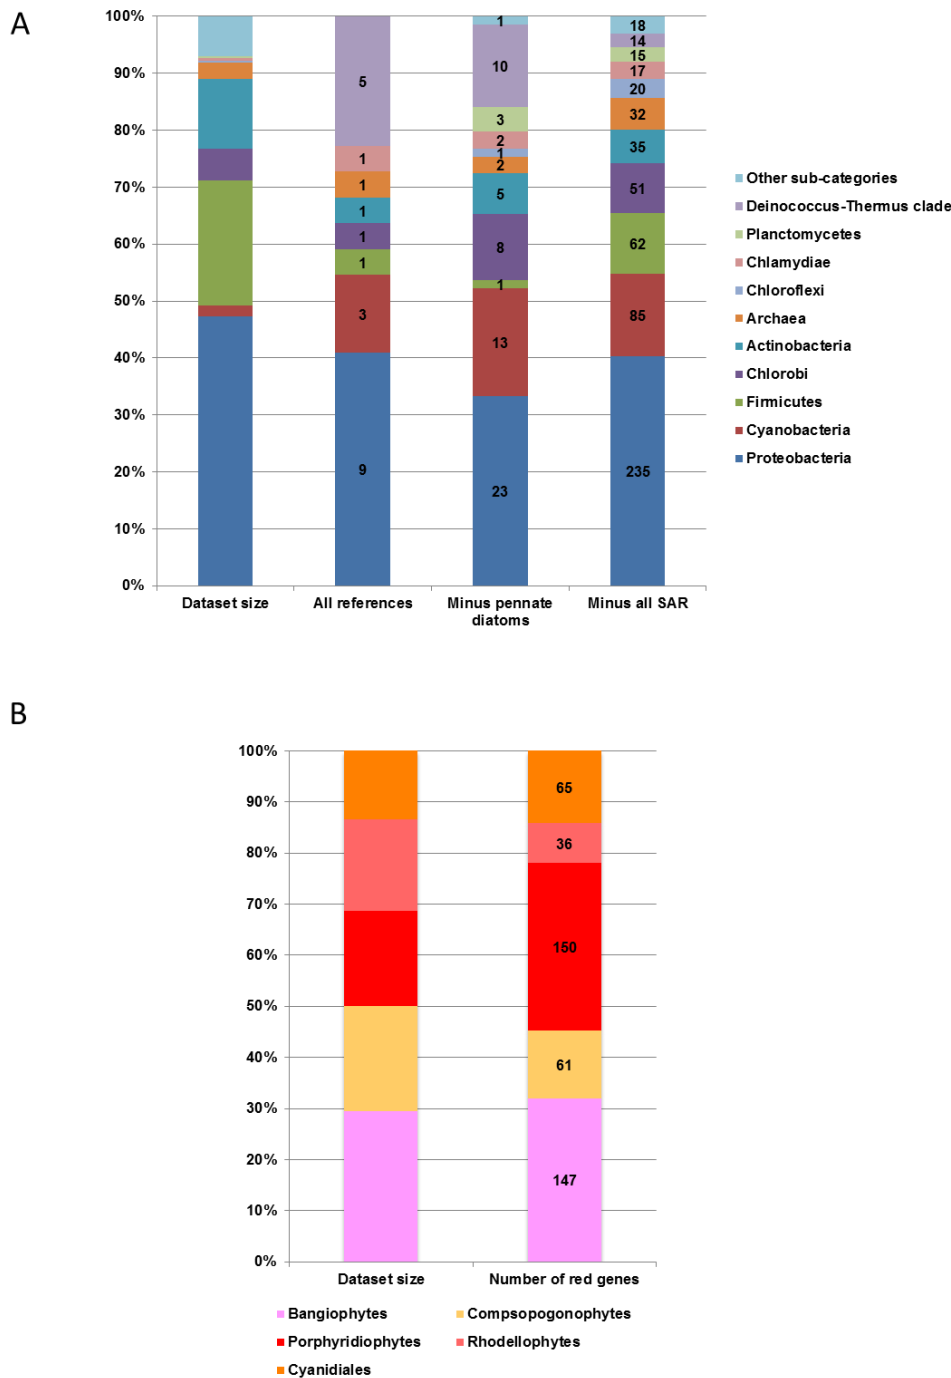 A
100%
90%
80%
70%
60%
50%
40%
30%
20%
10%
0%
5
1
1
1
1
1
3
9
1
10
3
2
1
2
5
8
1
13
23
18
14
15
17
20
32
35
51
62
85
235
Dataset size
All references
Minus pennate
diatoms
Minus all SAR
Other sub-categories
Deinococcus-Thermus clade
Planctomycetes
Chlamydiae
Chloroflexi
Archaea
Actinobacteria
Chlorobi
Firmicutes
Cyanobacteria
Proteobacteria
B
100%
90%
80%
70%
60%
50%
40%
30%
20%
10%
0%
65
36
150
61
147
Dataset size
Number of red genes
Bangiophytes
Compsopogonophytes
Porphyridiophytes
Rhodellophytes
Cyanidiales